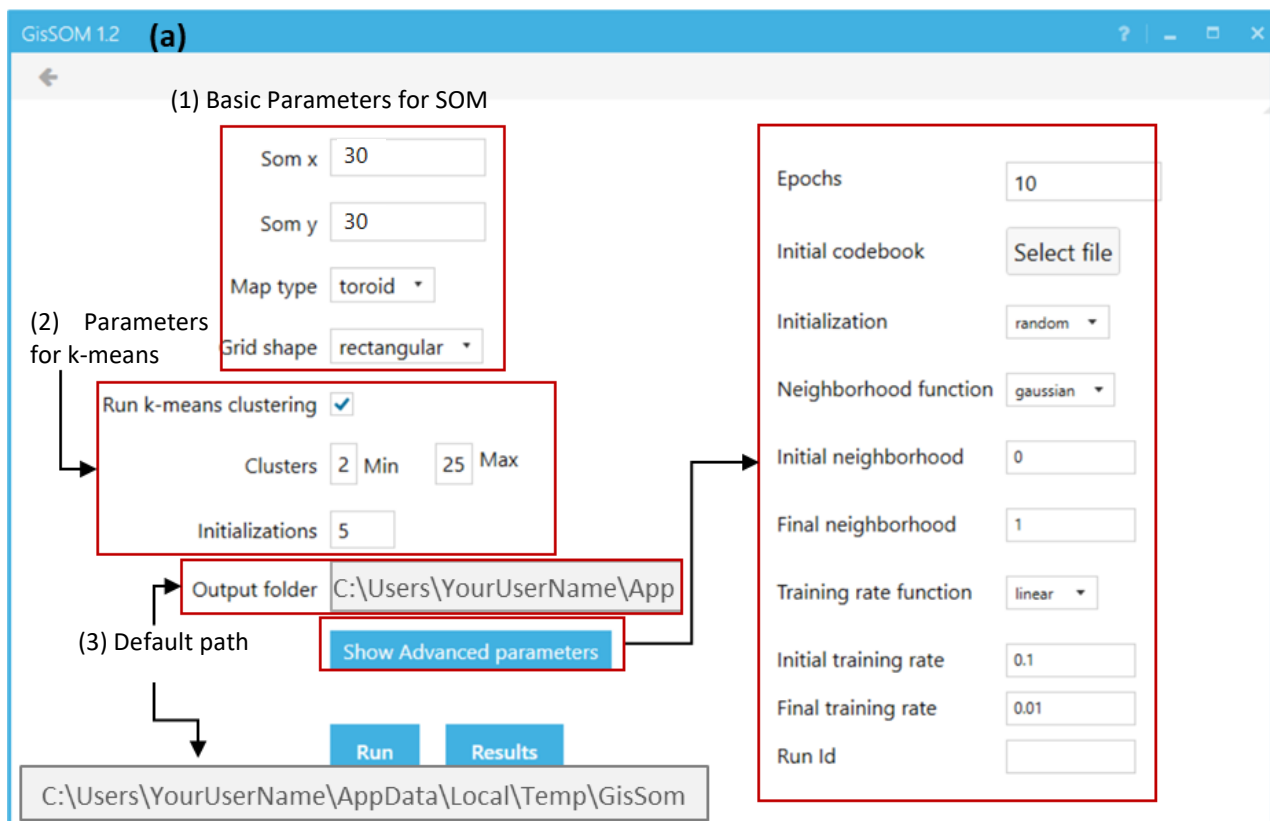 GisSOM 1.2 (a) ?
(1) Basic Parameters for SOM
Som x 30
Som y 30
Map type toroid
Grid shape rectangular
(2) Parameters
for k-means
Run k-means clustering
Clusters 2 Min 25 Max
Initializations 5
Output folder C:\Users\YourUserName\App
(3) Default path
Show Advanced parameters
Run Results
C:\Users\YourUserName\AppData\Local\Temp\GisSom
Epochs 10
Initial codebook Select file
Initialization random
Neighborhood function gaussian
Initial neighborhood 0
Final neighborhood 1
Training rate function linear
Initial training rate 0.1
Final training rate 0.01
Run Id